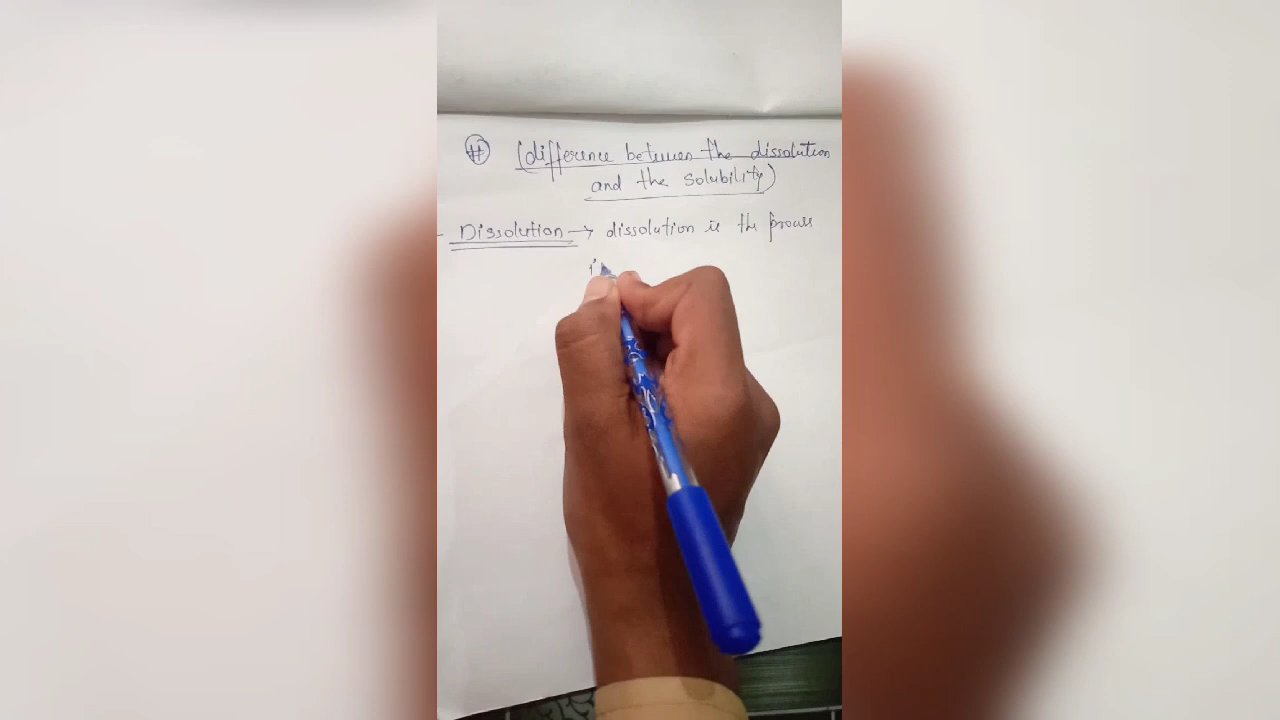 # (difference between the dissolution
and the solubility)
- Dissolution → dissolution is the process